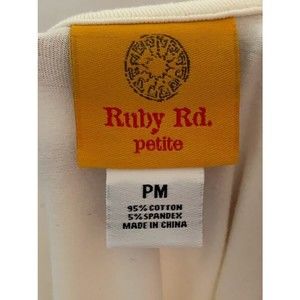 Ruby Rd.
petite
PM
95% COTTON
5% SPANDEX
MADE IN CHINA